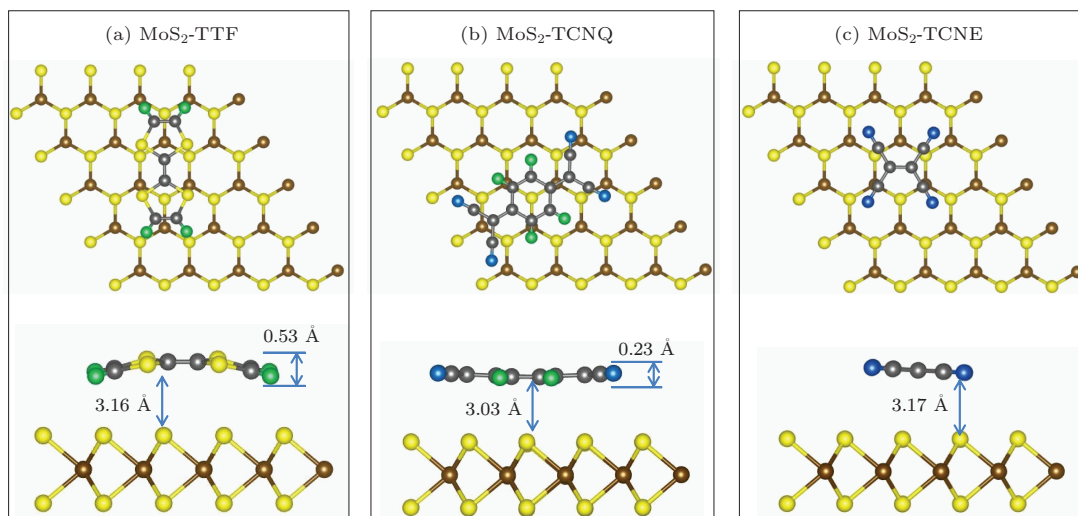 (a) MoS₂-TTF
(b) MoS₂-TCNQ
(c) MoS₂-TCNE
0.53 Å
3.16 Å
0.23 Å
3.03 Å
3.17 Å